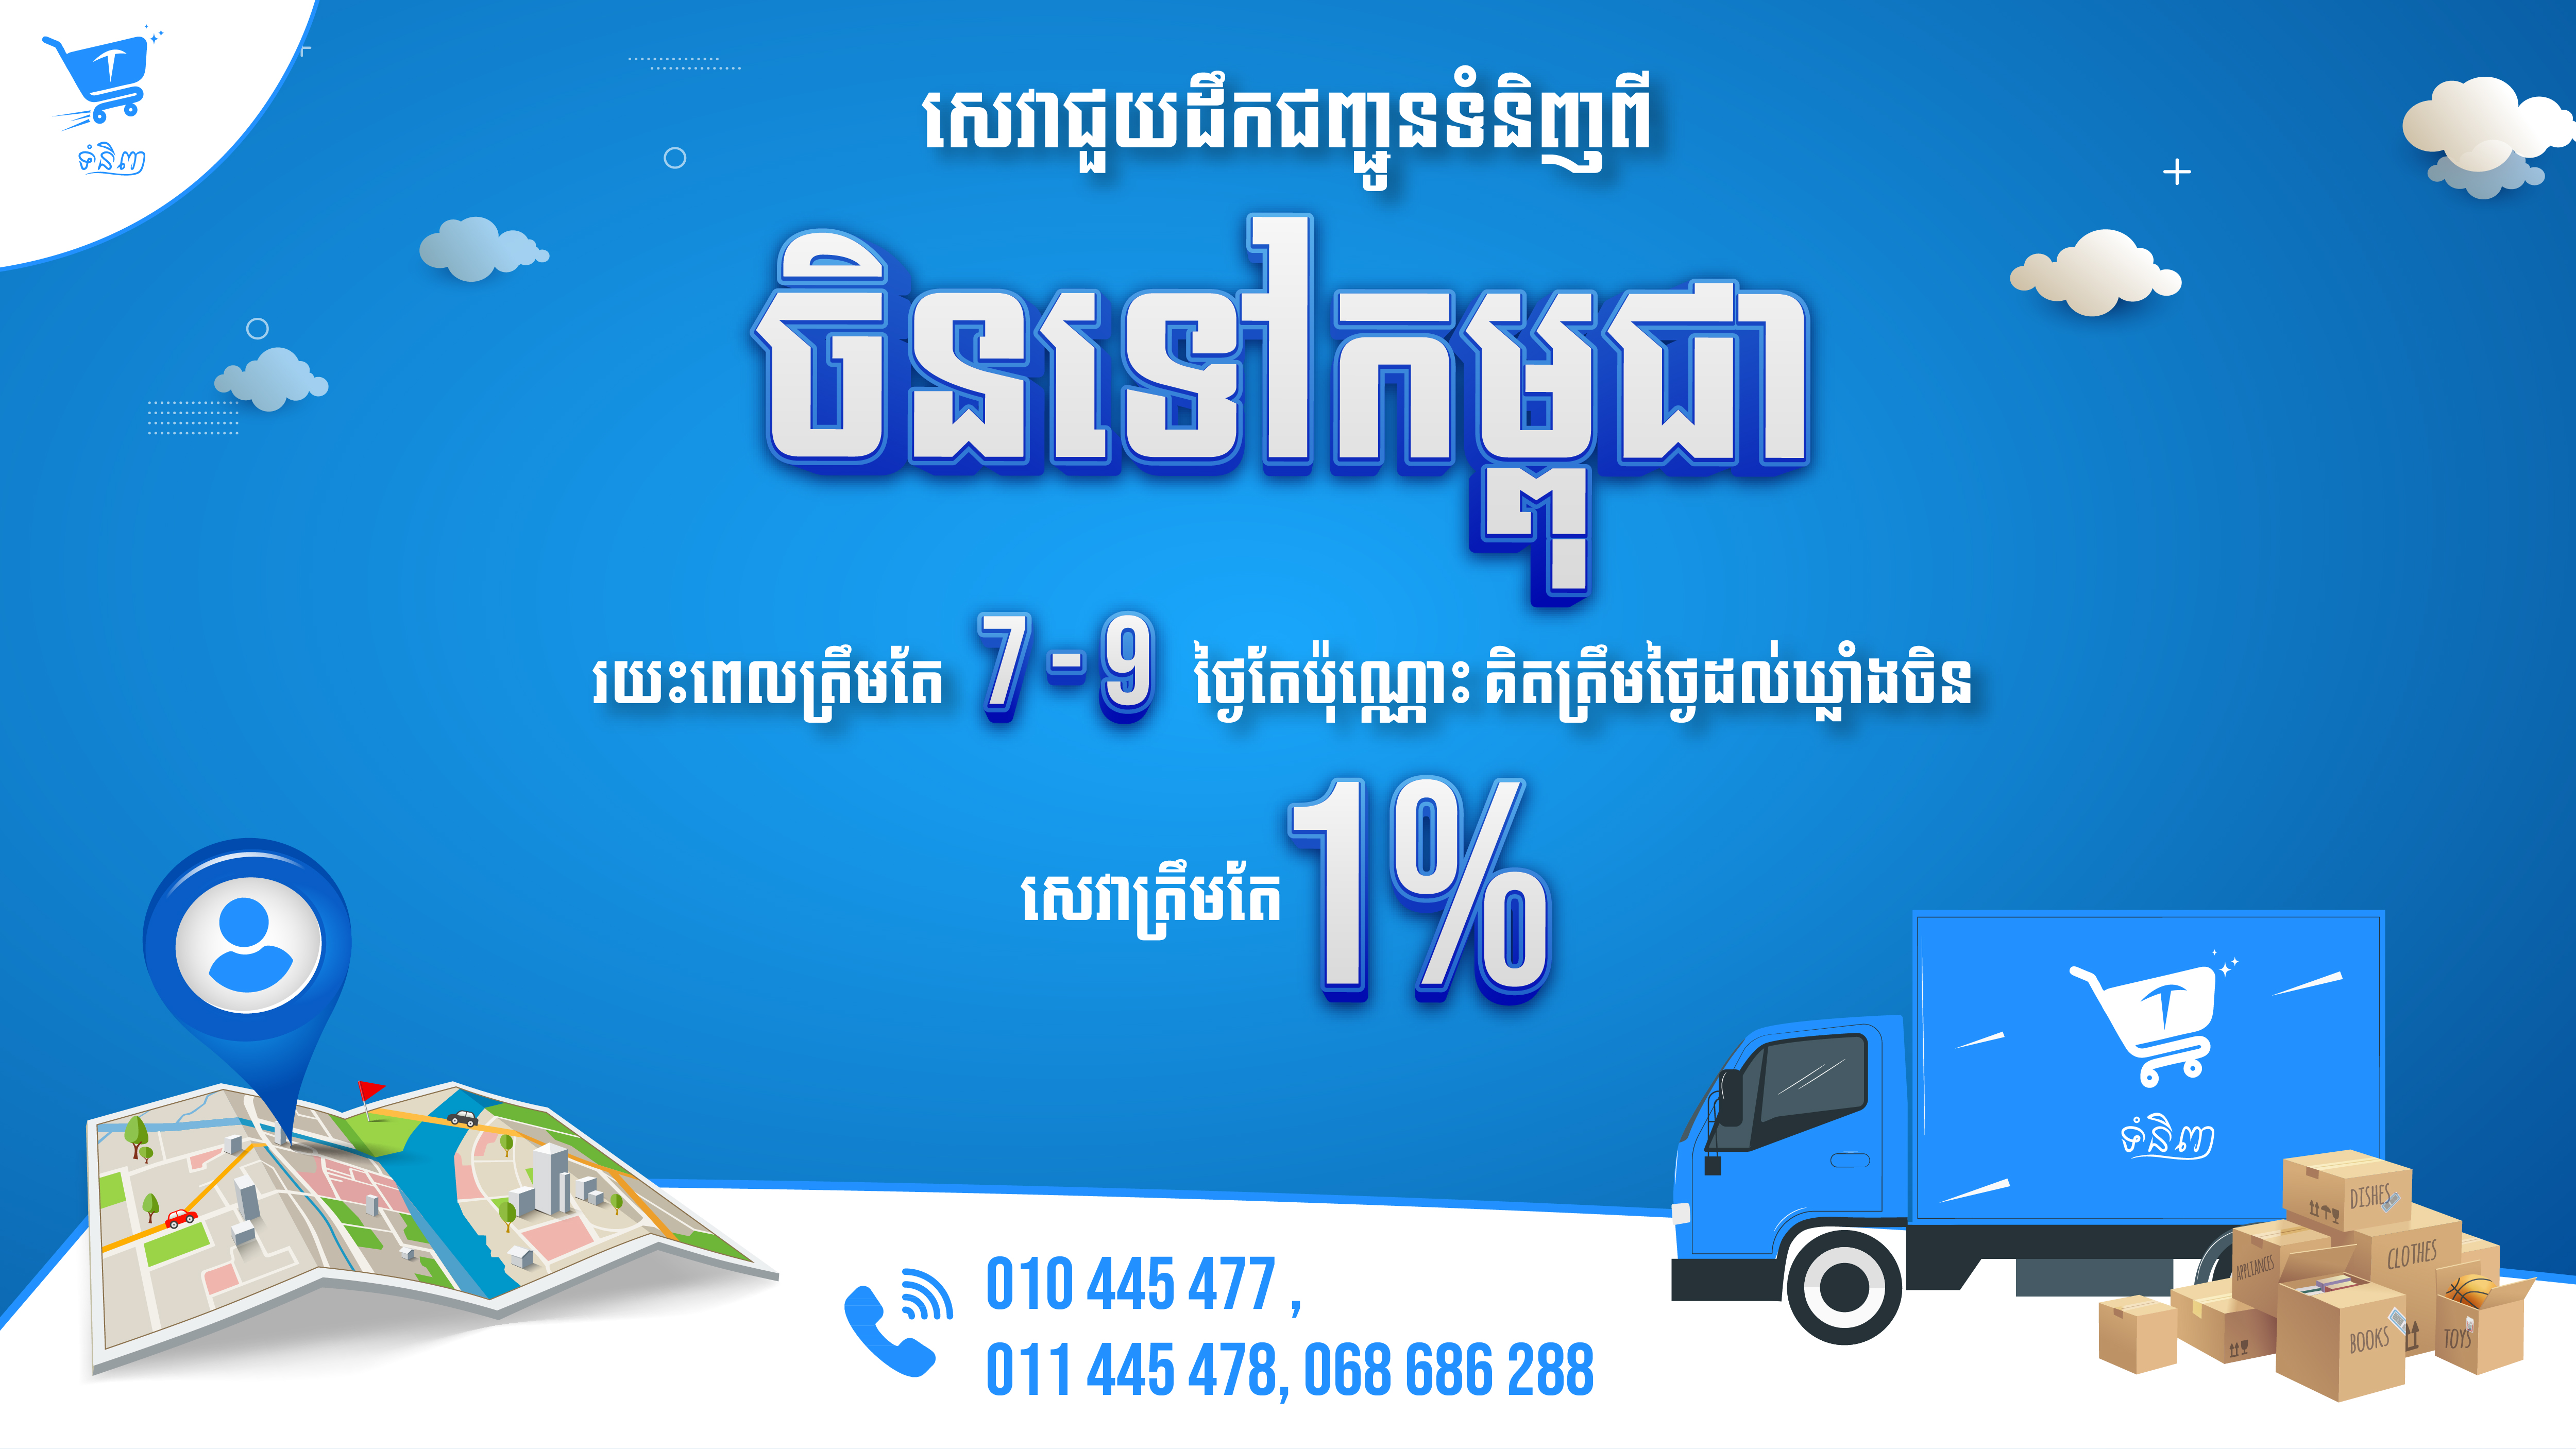 ទំនិញ
សេវាជួយដឹកជញ្ជូនទំនិញពី
ចិនទៅកម្ពុជា
រយះពេលត្រឹមតែ 7 - 9 ថ្ងៃតែប៉ុណ្ណោះ គិតត្រឹមថ្ងៃដល់ឃ្លាំងចិន
សេវាត្រឹមតែ 1%
ទំនិញ
DISHES
APPLIANCES
CLOTHES
BOOKS
TOYS
010 445 477 ,
011 445 478, 068 686 288